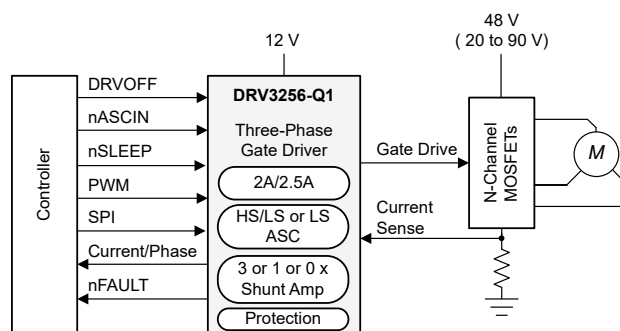 48 V
( 20 to 90 V)
12 V
Controller
DRVOFF
nASCIN
nSLEEP
PWM
SPI
Current/Phase
nFAULT
DRV3256-Q1
Three-Phase
Gate Driver
2A/2.5A
HS/LS or LS
ASC
3 or 1 or 0 x
Shunt Amp
Protection
Gate Drive
Current
Sense
N-Channel
MOSFETs
M